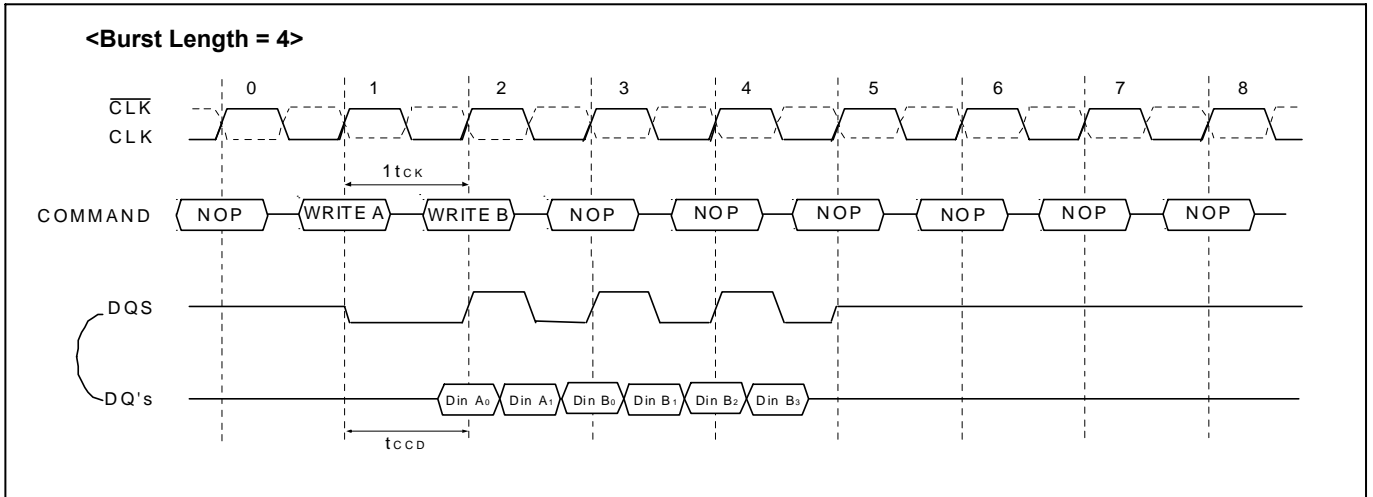 <Burst Length = 4>
0 1 2 3 4 5 6 7 8
CLK
CLK
1tCK
COMMAND NOP WRITE A WRITE B NOP NOP NOP NOP NOP NOP
DQS
DQ's Din A0 Din A1 Din B0 Din B1 Din B2 Din B3
tCCD